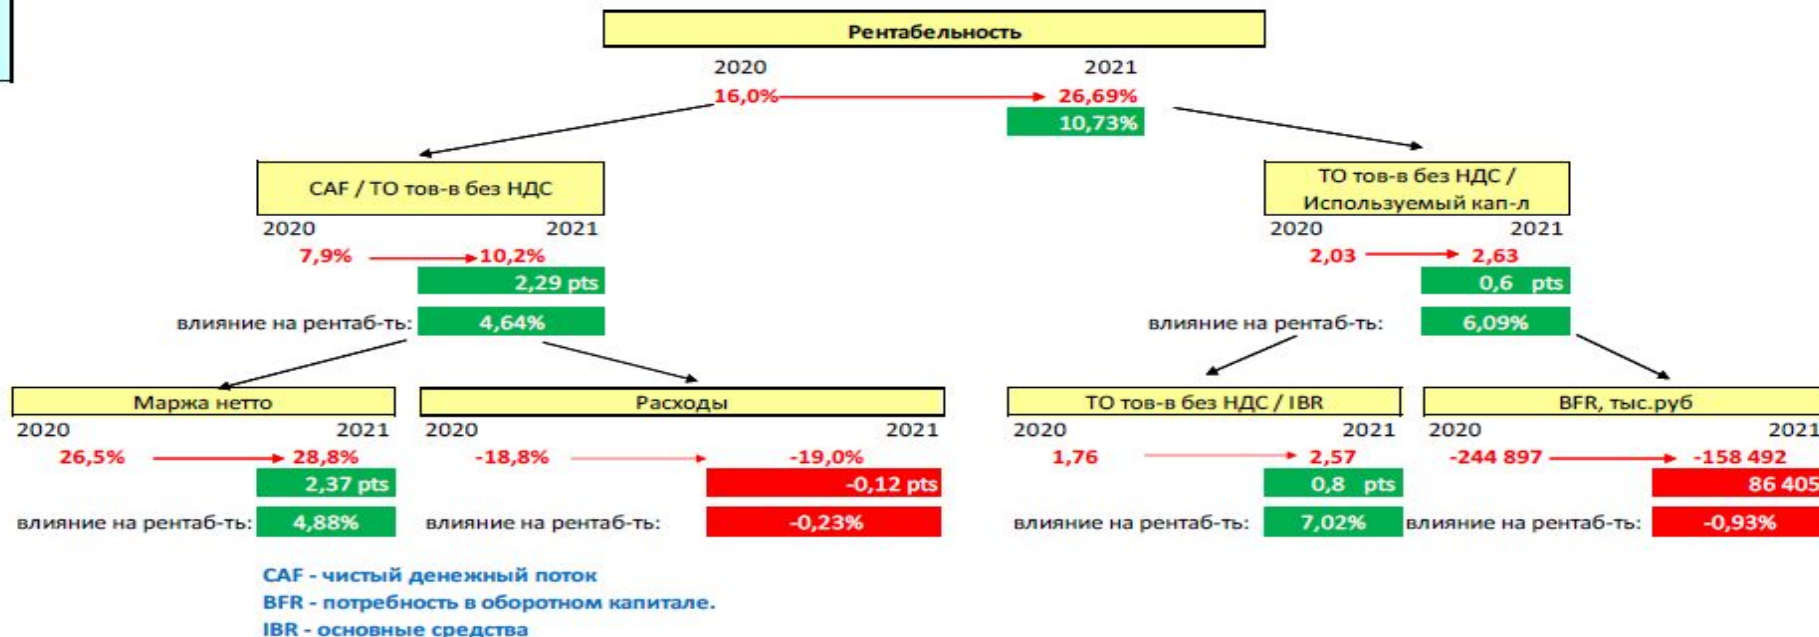 Рентабельность
2020 2021
16,0% 26,69%
10,73%
CAF / ТО тов-в без НДС
2020 2021
7,9% 10,2%
2,29 pts
влияние на рентаб-ть: 4,64%
ТО тов-в без НДС /
Используемый кап-л
2020 2021
2,03 2,63
0,6 pts
влияние на рентаб-ть: 6,09%
Маржа нетто
2020 2021
26,5% 28,8%
2,37 pts
влияние на рентаб-ть: 4,88%
Расходы
2020 2021
-18,8% -19,0%
-0,12 pts
влияние на рентаб-ть: -0,23%
ТО тов-в без НДС / IBR
2020 2021
1,76 2,57
0,8 pts
влияние на рентаб-ть: 7,02%
BFR, тыс.руб
2020 2021
-244 897 -158 492
86 405
влияние на рентаб-ть: -0,93%
CAF - чистый денежный поток
BFR - потребность в оборотном капитале.
IBR - основные средства